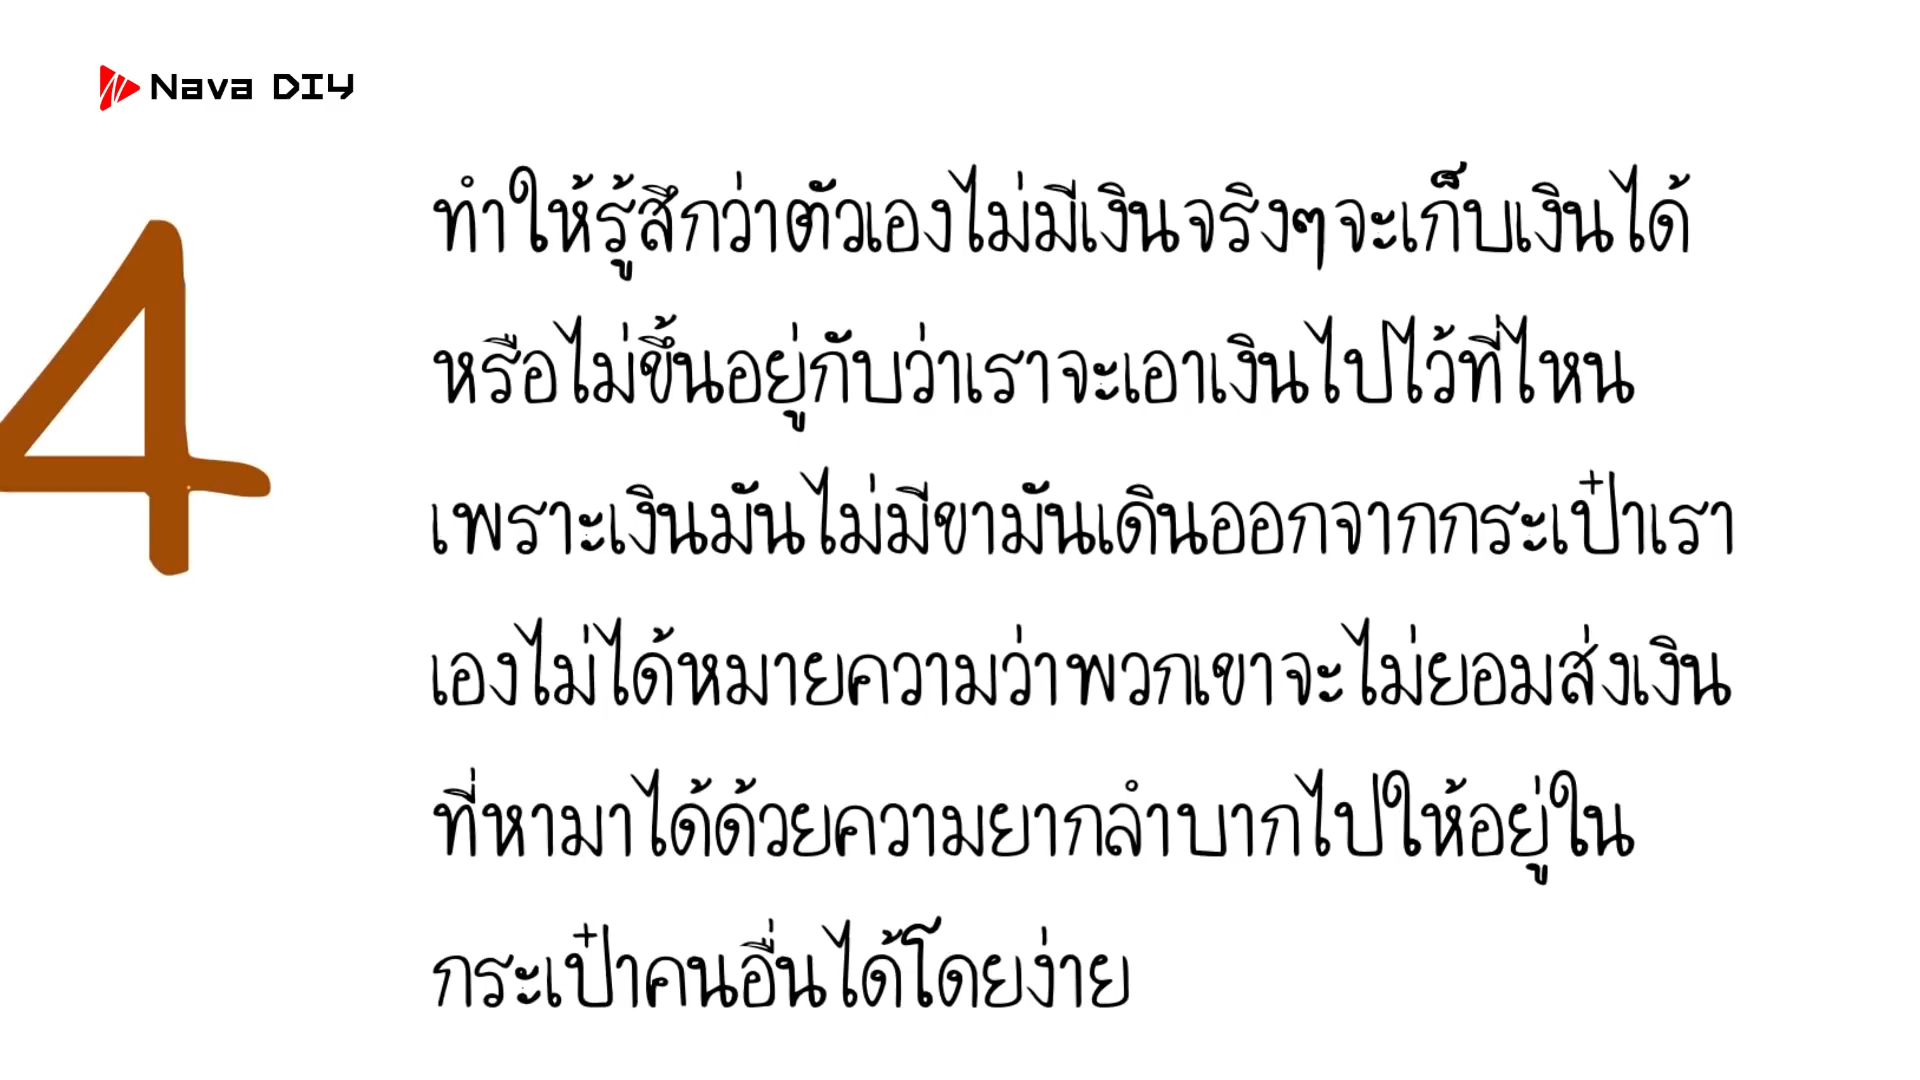 Nava DIY
4
ทำให้รู้สึกว่าตัวเองไม่มีเงินจริงๆจะเก็บเงินได้
หรือไม่ขึ้นอยู่กับว่าเราจะเอาเงินไปไว้ที่ไหน
เพราะเงินมันไม่มีขามันเดินออกจากกระเป๋าเรา
เองไม่ได้หมายความว่าพวกเขาจะไม่ยอมส่งเงิน
ที่หามาได้ด้วยความยากลำบากไปให้อยู่ใน
กระเป๋าคนอื่นได้โดยง่าย